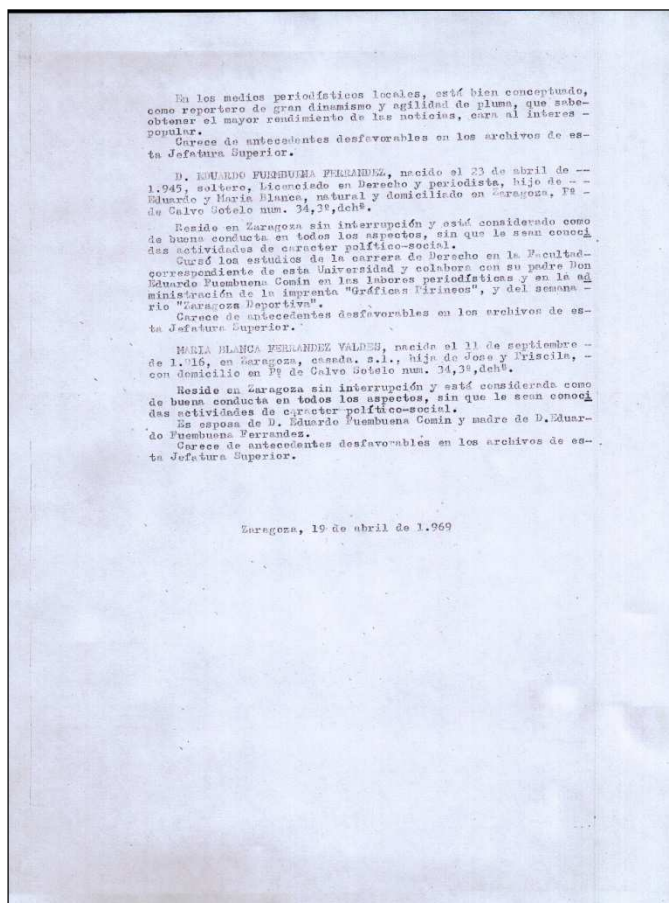 En los medios periodísticos locales, está bien conceptuado,
como reportero de gran dinamismo y agilidad de pluma, que sabe-
obtener el mayor rendimiento de las noticias, cara al interes -
popular.
Carece de antecedentes desfavorables en los archivos de es-
ta Jefatura Superior.
D. EDUARDO FUEMBUENA FERRANDEZ, nacido el 23 de abril de --
1.945, soltero, Licenciado en Derecho y periodista, hijo de - -
Eduardo y Maria Blanca, natural y domiciliado en Zaragoza, Pº -
de Calvo Sotelo num. 34,3º,dchª.
Reside en Zaragoza sin interrupción y está considerado como
de buena conducta en todos los aspectos, sin que le sean conoci
das actividades de caracter político-social.
Cursó los estudios de la carrera de Derecho en la Facultad-
correspondiente de esta Universidad y colabora con su padre Don
Eduardo Fuembuena Comin en las labores periodísticas y en la ad
ministración de la imprenta "Gráficas Pirineos", y del semana -
rio "Zaragoza Deportiva".
Carece de antecedentes desfavorables en los archivos de es-
ta Jefatura Superior.
MARIA BLANCA FERRANDEZ VALDES, nacida el 11 de septiembre -
de 1.916, en Zaragoza, casada. s.l., hija de Jose y Priscila, -
con domicilio en Pº de Calvo Sotelo num. 34,3º,dchª.
Reside en Zaragoza sin interrupción y está considerada como
de buena conducta en todos los aspectos, sin que le sean conoci
das actividades de caracter político-social.
Es esposa de D. Eduardo Fuembuena Comin y madre de D.Eduar-
do Fuembuena Ferrandez.
Carece de antecedentes desfavorables en los archivos de es-
ta Jefatura Superior.
Zaragoza, 19 de abril de 1.969